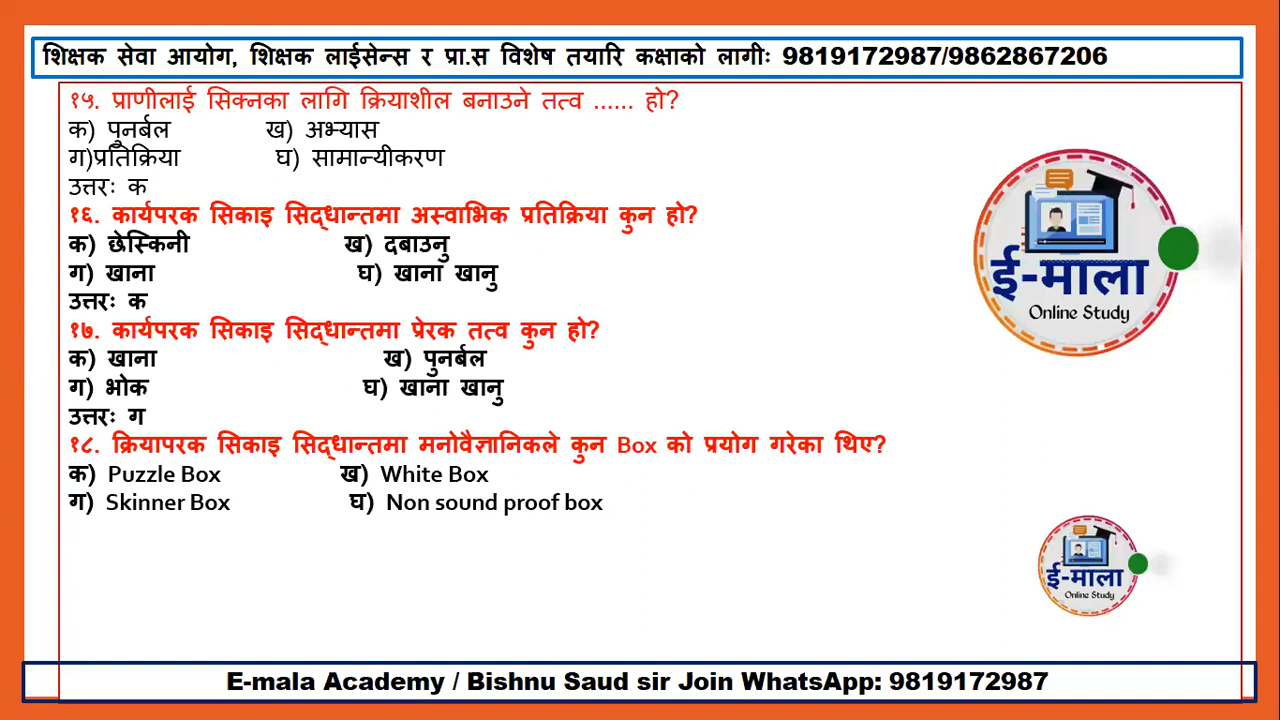 शिक्षक सेवा आयोग, शिक्षक लाईसेन्स र प्रा.स विशेष तयारि कक्षाको लागीः 9819172987/9862867206
१५. प्राणीलाई सिक्नका लागि क्रियाशील बनाउने तत्व ...... हो?
क) पुनर्बल ख) अभ्यास
ग)प्रतिक्रिया घ) सामान्यीकरण
उत्तरः क
१६. कार्यपरक सिकाइ सिद्धान्तमा अस्वाभिक प्रतिक्रिया कुन हो?
क) छेस्किनी ख) दबाउनु
ग) खाना घ) खाना खानु
उत्तरः क
१७. कार्यपरक सिकाइ सिद्धान्तमा प्रेरक तत्व कुन हो?
क) खाना ख) पुनर्बल
ग) भोक घ) खाना खानु
उत्तरः ग
१८. क्रियापरक सिकाइ सिद्धान्तमा मनोवैज्ञानिकले कुन Box को प्रयोग गरेका थिए?
क) Puzzle Box ख) White Box
ग) Skinner Box घ) Non sound proof box
ई-माला
Online Study
ई-माला
Online Study
E-mala Academy / Bishnu Saud sir Join WhatsApp: 9819172987